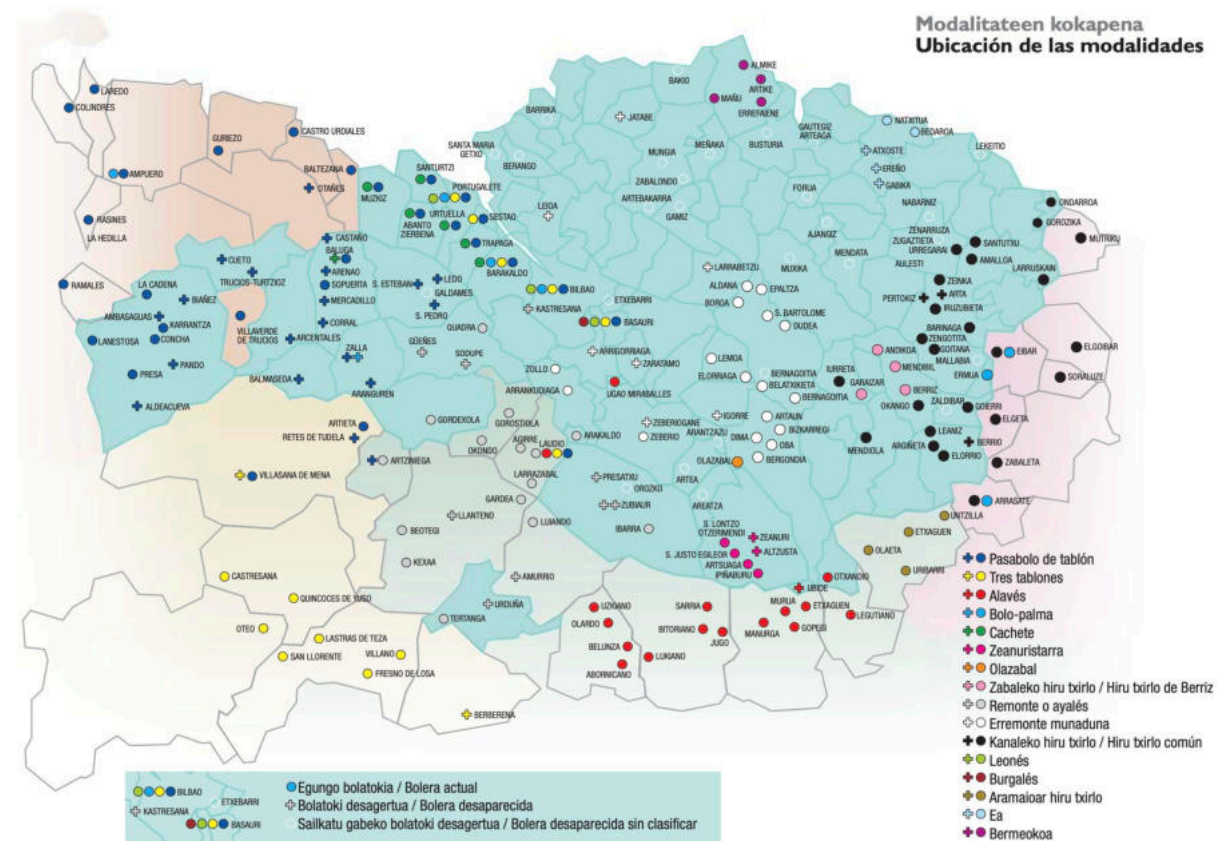 Modalitateen kokapena
Ubicación de las modalidades
LAREDO
COLINDRES
GURIEZO
CASTRO URDIALES
AMPUERO
BALTEZANA
OTAÑES
RASINES
LA HEDILLA
RAMALES
MUZKIZ
SANTURTZI
SANTA MARIA
GETXO
BARRIKA
BERANGO
PORTUGALETE
URTUELLA
SESTAO
ABANTO
ZIERBENA
TRAPAGA
BARAKALDO
LEIOA
JATABE
BAKIO
ALMIKE
MAÑU
ARTIKE
ERREFAIENE
MUNGIA
MEÑAKA
BUSTURIA
GAUTEGIZ
ARTEAGA
NATXITUA
BEDAROA
ATXOSTE
EREÑO
GABIKA
LEKEITIO
ZABALONDO
ARTEBAKARRA
GAMIZ
FORUA
NABARNIZ
AJANGIZ
MENDATA
MUXIKA
ZENARRUZA
ZUGAZTIETA
URREGARAI
AULESTI
SANTUTXU
AMALLOA
ONDARROA
GOROZIKA
MUTRIKU
LARRUSKAIN
CASTAÑO
BALUGA
ARENAO
SOPUERTA
MERCADILLO
CORRAL
CUETO
TRUCIOS-TURTZIOZ
LA CADENA
BIAÑEZ
AMBASAGUAS
KARRANTZA
LANESTOSA
CONCHA
PANDO
PRESA
ALDEACUEVA
VILLAVERDE
DE TRUCIOS
ARCENTALES
ZALLA
BALMASEDA
ARANGUREN
S. ESTEBAN
LEDO
GALDAMES
S. PEDRO
QUADRA
GÜEÑES
SODUPE
BILBAO
KASTRESANA
ETXEBARRI
BASAURI
ARRIGORRIAGA
ZARATAMO
ZOLLO
ARRANKUDIAGA
UGAO MIRABALLES
LARRABETZU
ALDANA
EPALTZA
BOROA
S. BARTOLOME
DUDEA
LEMOA
ELORRIAGA
BERNAGOITIA
BELATXIKIETA
BERNAGOITIA
ZEINKA
PERTOKIZ
ARTA
IRUZUBIETA
BARINAGA
ZENGOTITA
GOITANA
MALLABIA
ANDIKOA
MENDIBIL
IURRETA
GARAIZAR
BERRIZ
OKANGO
ZALDIBAR
EIBAR
ERMUA
ELGOIBAR
SORALUZE
GOIERRI
ELGETA
LEANIZ
ARGIÑETA
BERRIO
ELORRIO
ZABALETA
MENDIOLA
ARRASATE
ARTIETA
RETES DE TUDELA
ARTZINIEGA
VILLASANA DE MENA
GORDEXOLA
GOROSTIOLA
OKONDO
AGIRRE
LAUDIO
ARAKALDO
LARRAZABAL
GARDEA
LUIANDO
LLANTENO
BEOTEGI
KEXAA
AMURRIO
URDUÑA
TERTANGA
ZEBERIOGANE
ZEBERIO
IGORRE
ARANTZAZU
ARTAUN
BIZKARREGI
DIMA
OBA
BERGONDIA
OLAZABAL
ARTEA
PRESATXU
OROZKO
ZUBIAUR
IBARRA
AREATZA
S. LONTZO
OTZERIMENDI
ZEANURI
S. JUSTO EGILEOR
ALTZUSTA
ARTSUAGA
IPIÑABURU
UNTZILLA
ETXAGUEN
OLAETA
URIBARRI
OTXANDIO
UBIDE
CASTRESANA
QUINCOCES DE YUSO
OTEO
LASTRAS DE TEZA
SAN LLORENTE
VILLANO
FRESNO DE LOSA
BERBERENA
UZKIANO
OLARDO
BELUNZA
ABORNICANO
LUKIANO
SARRIA
BITORIANO
JUGO
MURUA
ETXAGUEN
MANURGA
GOPEGI
LEGUTIANO
Pasabolo de tablón
Tres tablones
Alavés
Bolo-palma
Cachete
Zeanuristarra
Olazabal
Zabaleko hiru txirlo / Hiru txirlo de Berriz
Remonte o ayalés
Erremonte munaduna
Kanaleko hiru txirlo / Hiru txirlo común
Leonés
Burgalés
Aramaioar hiru txirlo
Ea
Bermeokoa
BILBAO
ETXEBARRI
KASTRESANA
BASAURI
Egungo bolatokia / Bolera actual
Bolatoki desagertua / Bolera desaparecida
Sailkatu gabeko bolatoki desagertua / Bolera desaparecida sin clasificar